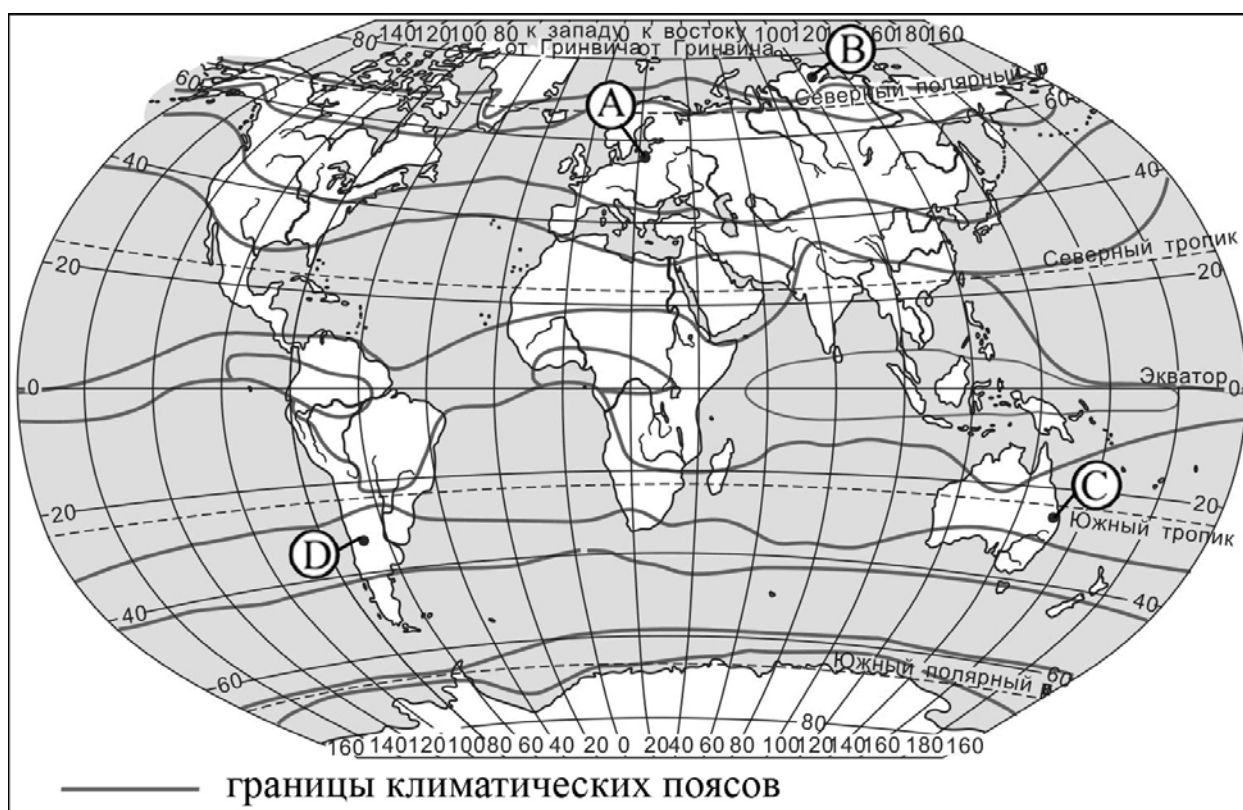 140 120 100 80 к западу 0 к востоку 100 120 160 180 160
от Гринвича от Гринвича
80
B
60
Северный полярный
60
A
40
40
Северный тропик
20
20
Экватор
0
0
C
20
20
Южный тропик
D
40
40
60
Южный полярный
60
80
160 140 120 100 80 60 40 20 0 20 40 60 80 100 120 140 160 180 160
границы климатических поясов